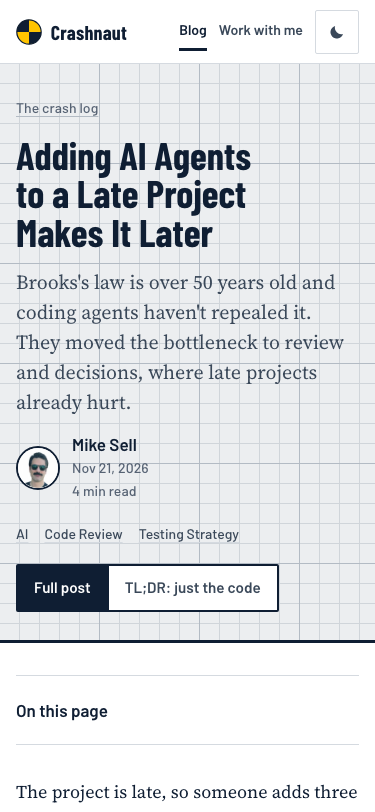 Crashnaut
Blog Work with me
The crash log
Adding AI Agents
to a Late Project
Makes It Later
Brooks's law is over 50 years old and
coding agents haven't repealed it.
They moved the bottleneck to review
and decisions, where late projects
already hurt.
Mike Sell
Nov 21, 2026
4 min read
AI Code Review Testing Strategy
Full post TL;DR: just the code
On this page
The project is late, so someone adds three